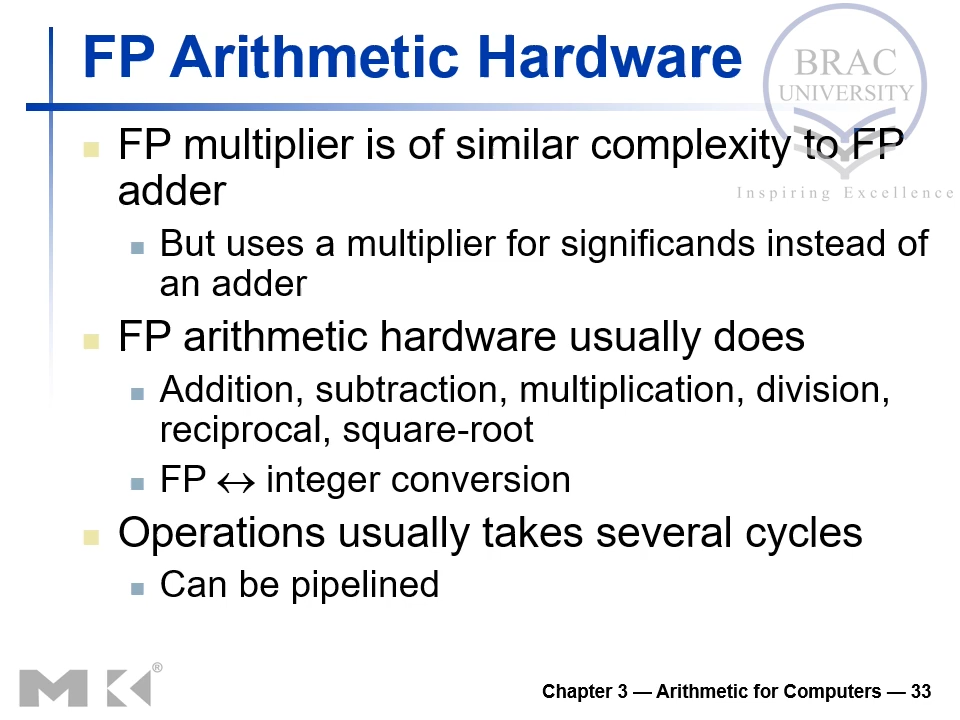 FP Arithmetic Hardware
BRAC
UNIVERSITY
Inspiring Excellence
FP multiplier is of similar complexity to FP
adder
But uses a multiplier for significands instead of
an adder
FP arithmetic hardware usually does
Addition, subtraction, multiplication, division,
reciprocal, square-root
FP ↔ integer conversion
Operations usually takes several cycles
Can be pipelined
MK®
Chapter 3 — Arithmetic for Computers — 33